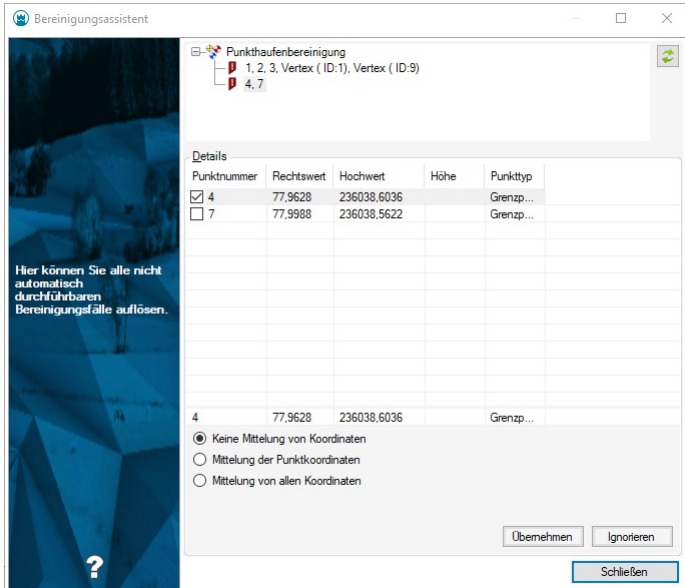 Bereinigungsassistent
Punkthaufenbereinigung
1, 2, 3, Vertex ( ID:1), Vertex ( ID:9)
4, 7
Details
Punktnummer Rechtswert Hochwert Höhe Punkttyp
4 77,9628 236038,6036 Grenzp...
7 77,9988 236038,5622 Grenzp...
Hier können Sie alle nicht
automatisch
durchführbaren
Bereinigungsfälle auflösen.
4 77,9628 236038,6036 Grenzp...
Keine Mittelung von Koordinaten
Mittelung der Punktkoordinaten
Mittelung von allen Koordinaten
Übernehmen Ignorieren
?
Schließen